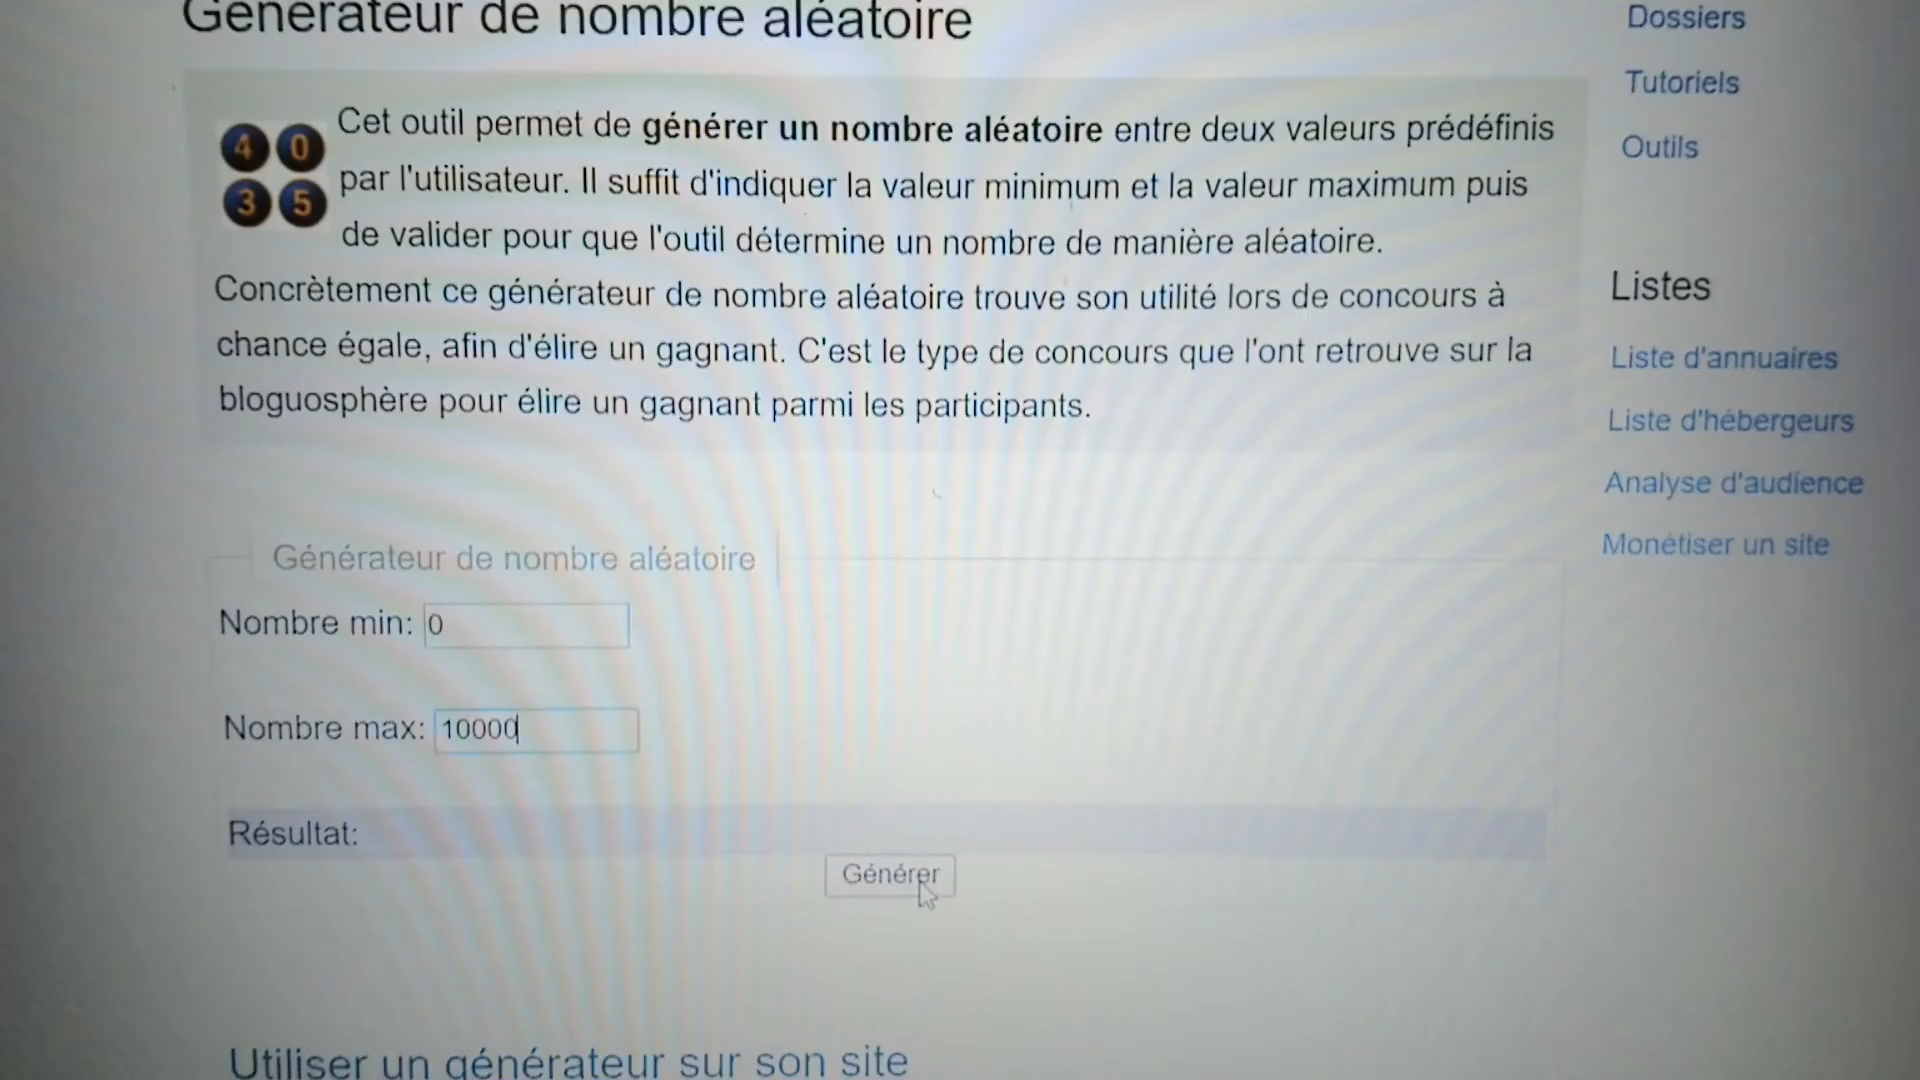 Générateur de nombre aléatoire
Dossiers
Tutoriels
Outils
4 0
3 5
Cet outil permet de générer un nombre aléatoire entre deux valeurs prédéfinis
par l'utilisateur. Il suffit d'indiquer la valeur minimum et la valeur maximum puis
de valider pour que l'outil détermine un nombre de manière aléatoire.
Concrètement ce générateur de nombre aléatoire trouve son utilité lors de concours à
chance égale, afin d'élire un gagnant. C'est le type de concours que l'ont retrouve sur la
bloguosphère pour élire un gagnant parmi les participants.
Listes
Liste d'annuaires
Liste d'hébergeurs
Analyse d'audience
Monétiser un site
Générateur de nombre aléatoire
Nombre min: 0
Nombre max: 10000
Résultat:
Générer
Utiliser un générateur sur son site